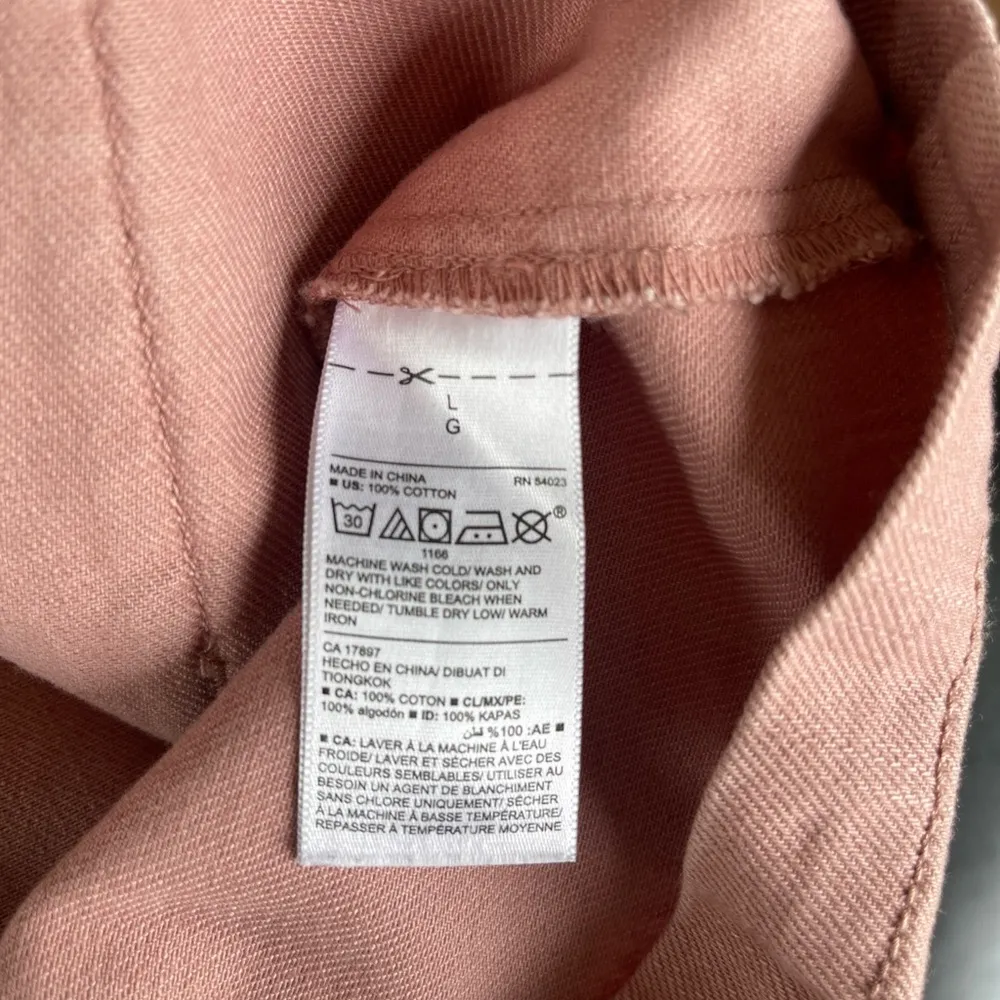 L
G
MADE IN CHINA RN 54023
■ US: 100% COTTON
30
®
1166
MACHINE WASH COLD/ WASH AND
DRY WITH LIKE COLORS/ ONLY
NON-CHLORINE BLEACH WHEN
NEEDED/ TUMBLE DRY LOW/ WARM
IRON
CA 17897
HECHO EN CHINA/ DIBUAT DI
TIONGKOK
■ CA: 100% COTON ■ CL/MX/PE:
100% algodón ■ ID: 100% KAPAS
■ AE: 100% قطن
■ CA: LAVER À LA MACHINE À L'EAU
FROIDE/ LAVER ET SÉCHER AVEC DES
COULEURS SEMBLABLES/ UTILISER AU
BESOIN UN AGENT DE BLANCHIMENT
SANS CHLORE UNIQUEMENT/ SÉCHER
À LA MACHINE À BASSE TEMPÉRATURE/
REPASSER À TEMPÉRATURE MOYENNE